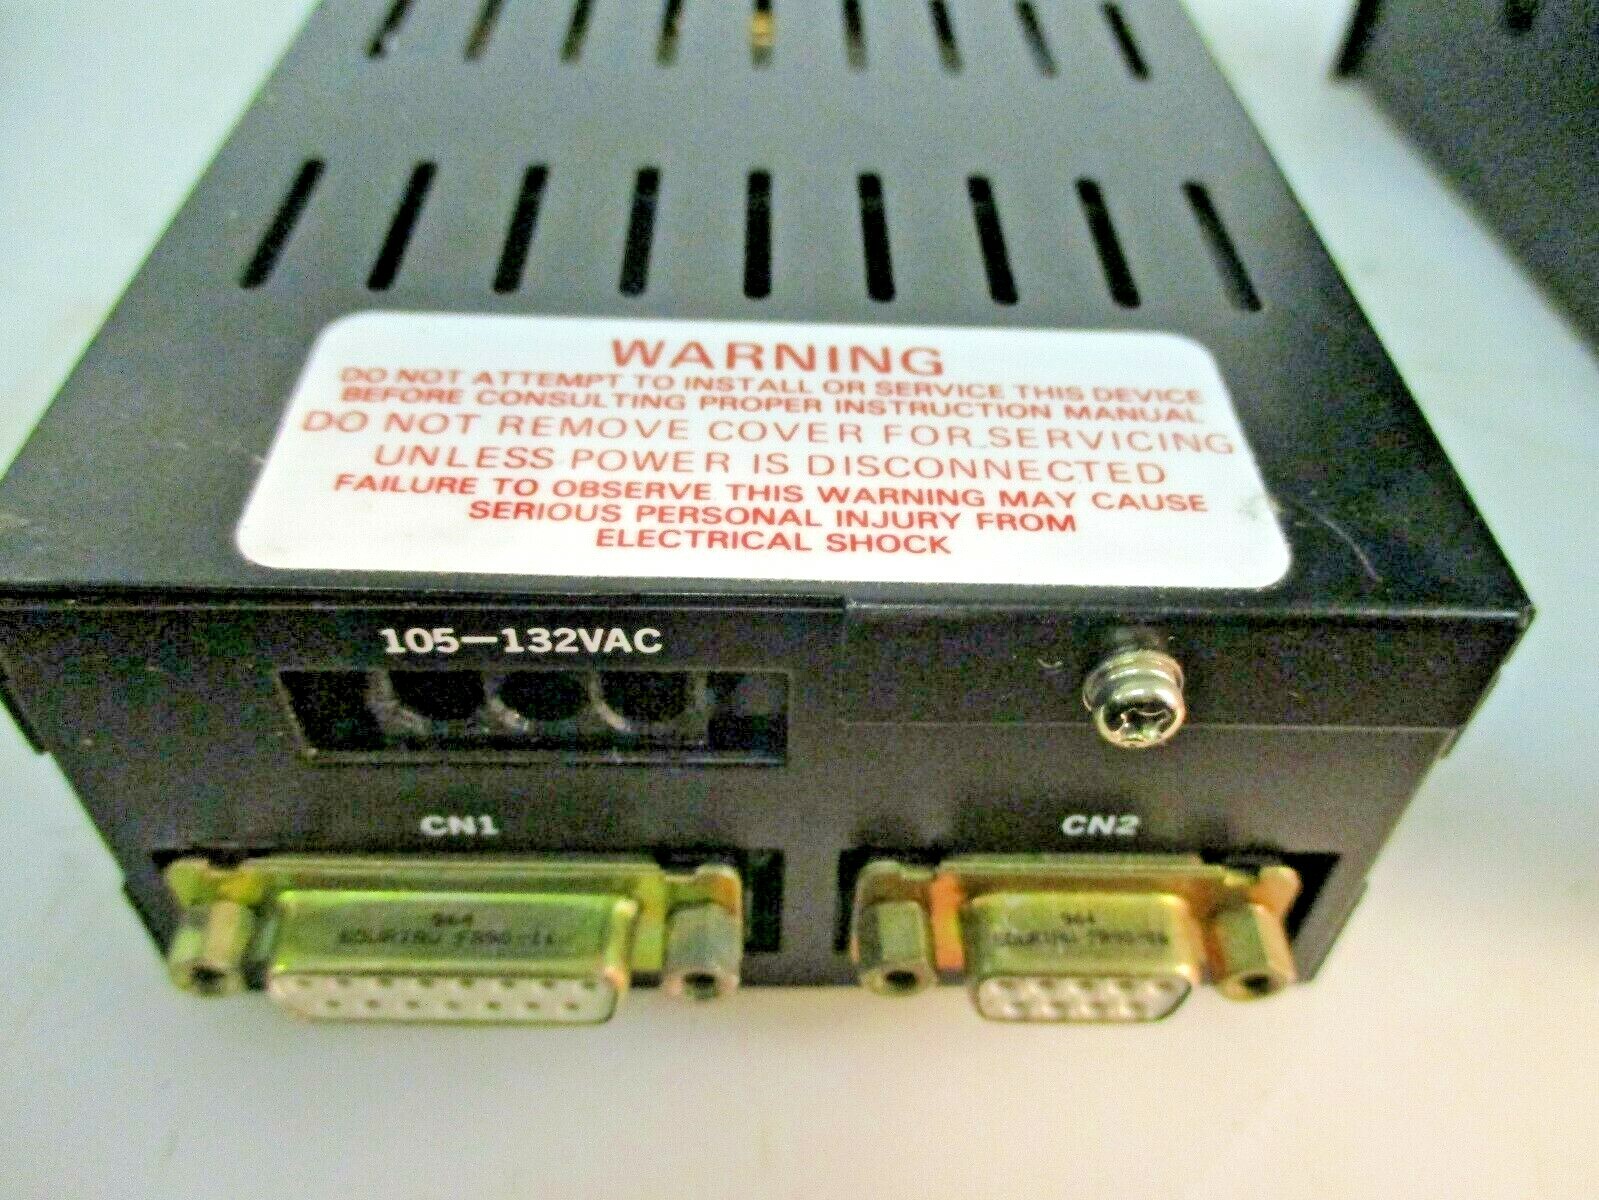 WARNING
DO NOT ATTEMPT TO INSTALL OR SERVICE THIS DEVICE
BEFORE CONSULTING PROPER INSTRUCTION MANUAL
DO NOT REMOVE COVER FOR SERVICING
UNLESS POWER IS DISCONNECTED
FAILURE TO OBSERVE THIS WARNING MAY CAUSE
SERIOUS PERSONAL INJURY FROM
ELECTRICAL SHOCK
105-132VAC
CN1
CN2
964
964